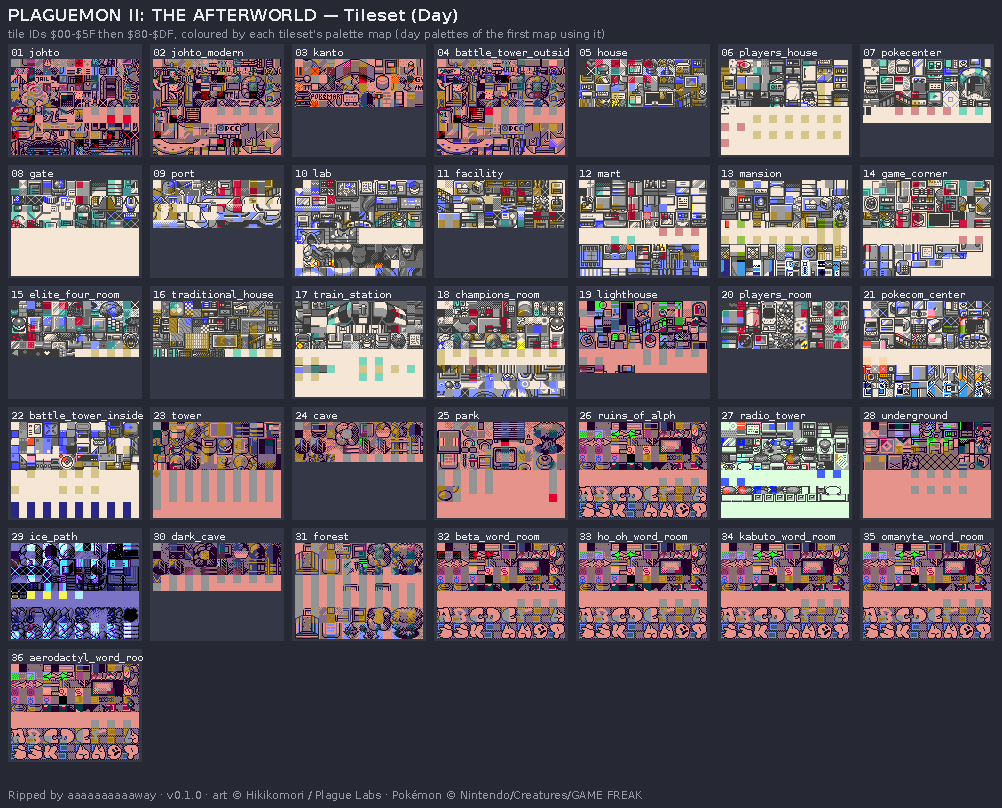 PLAGUEMON II: THE AFTERWORLD — Tileset (Day)
tile IDs $00-$5F then $80-$DF, coloured by each tileset's palette map (day palettes of the first map using it)
01 johto
02 johto_modern
03 kanto
04 battle_tower_outsid
05 house
06 players_house
07 pokecenter
08 gate
09 port
10 lab
11 facility
12 mart
13 mansion
14 game_corner
15 elite_four_room
16 traditional_house
17 train_station
18 champions_room
19 lighthouse
20 players_room
21 pokecom_center
22 battle_tower_inside
23 tower
24 cave
25 park
26 ruins_of_alph
27 radio_tower
28 underground
29 ice_path
30 dark_cave
31 forest
32 beta_word_room
33 ho_oh_word_room
34 kabuto_word_room
35 omanyte_word_room
36 aerodactyl_word_roo
Ripped by aaaaaaaaaaway · v0.1.0 · art © Hikikomori / Plague Labs · Pokémon © Nintendo/Creatures/GAME FREAK